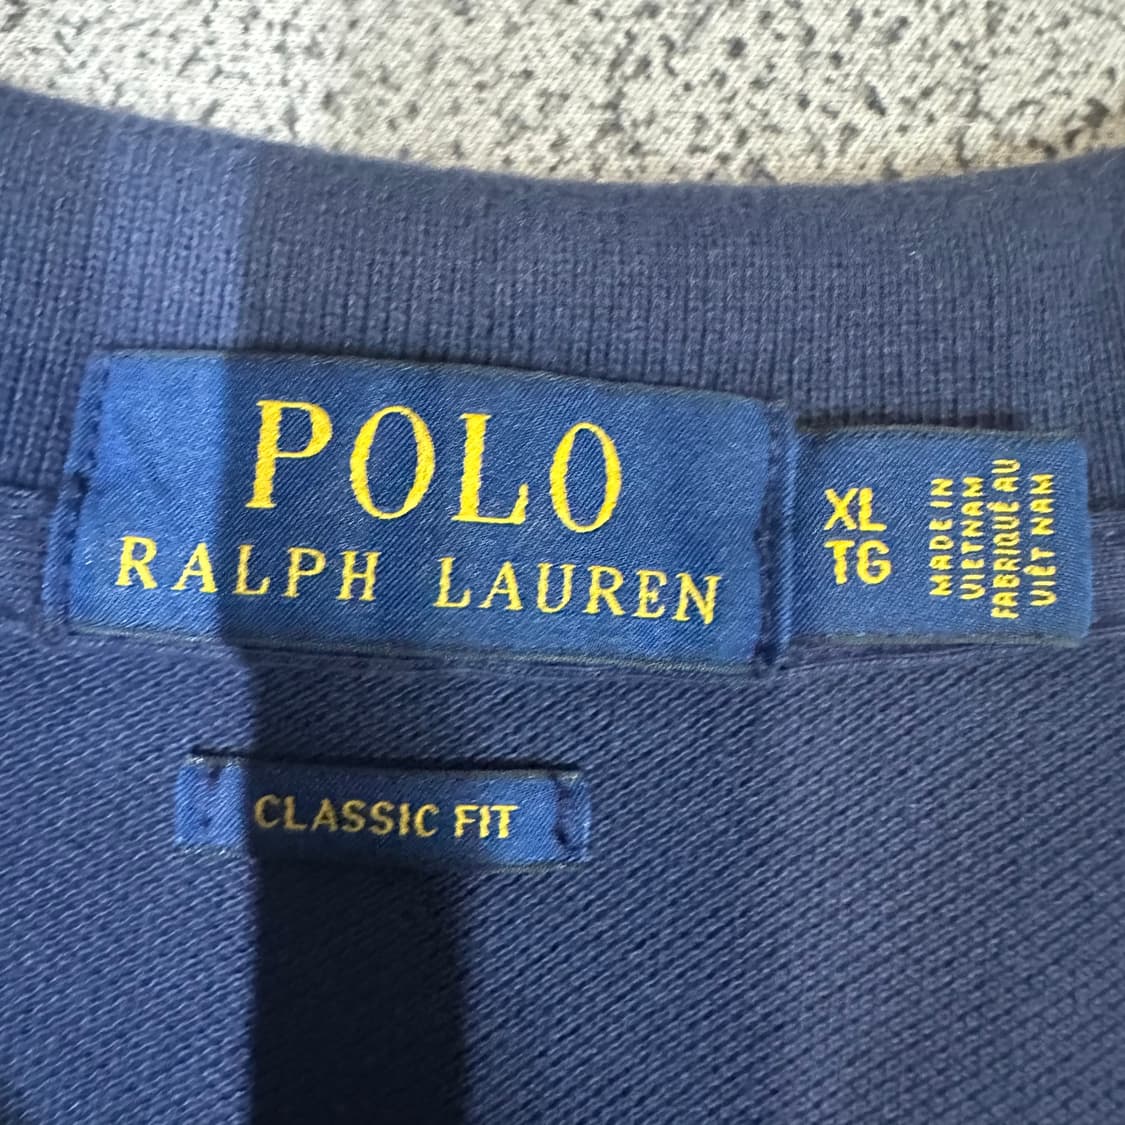 POLO
RALPH LAUREN
XL
TG
MADE IN
VIETNAM
FABRIQUÉ AU
VIÊT NAM
CLASSIC FIT